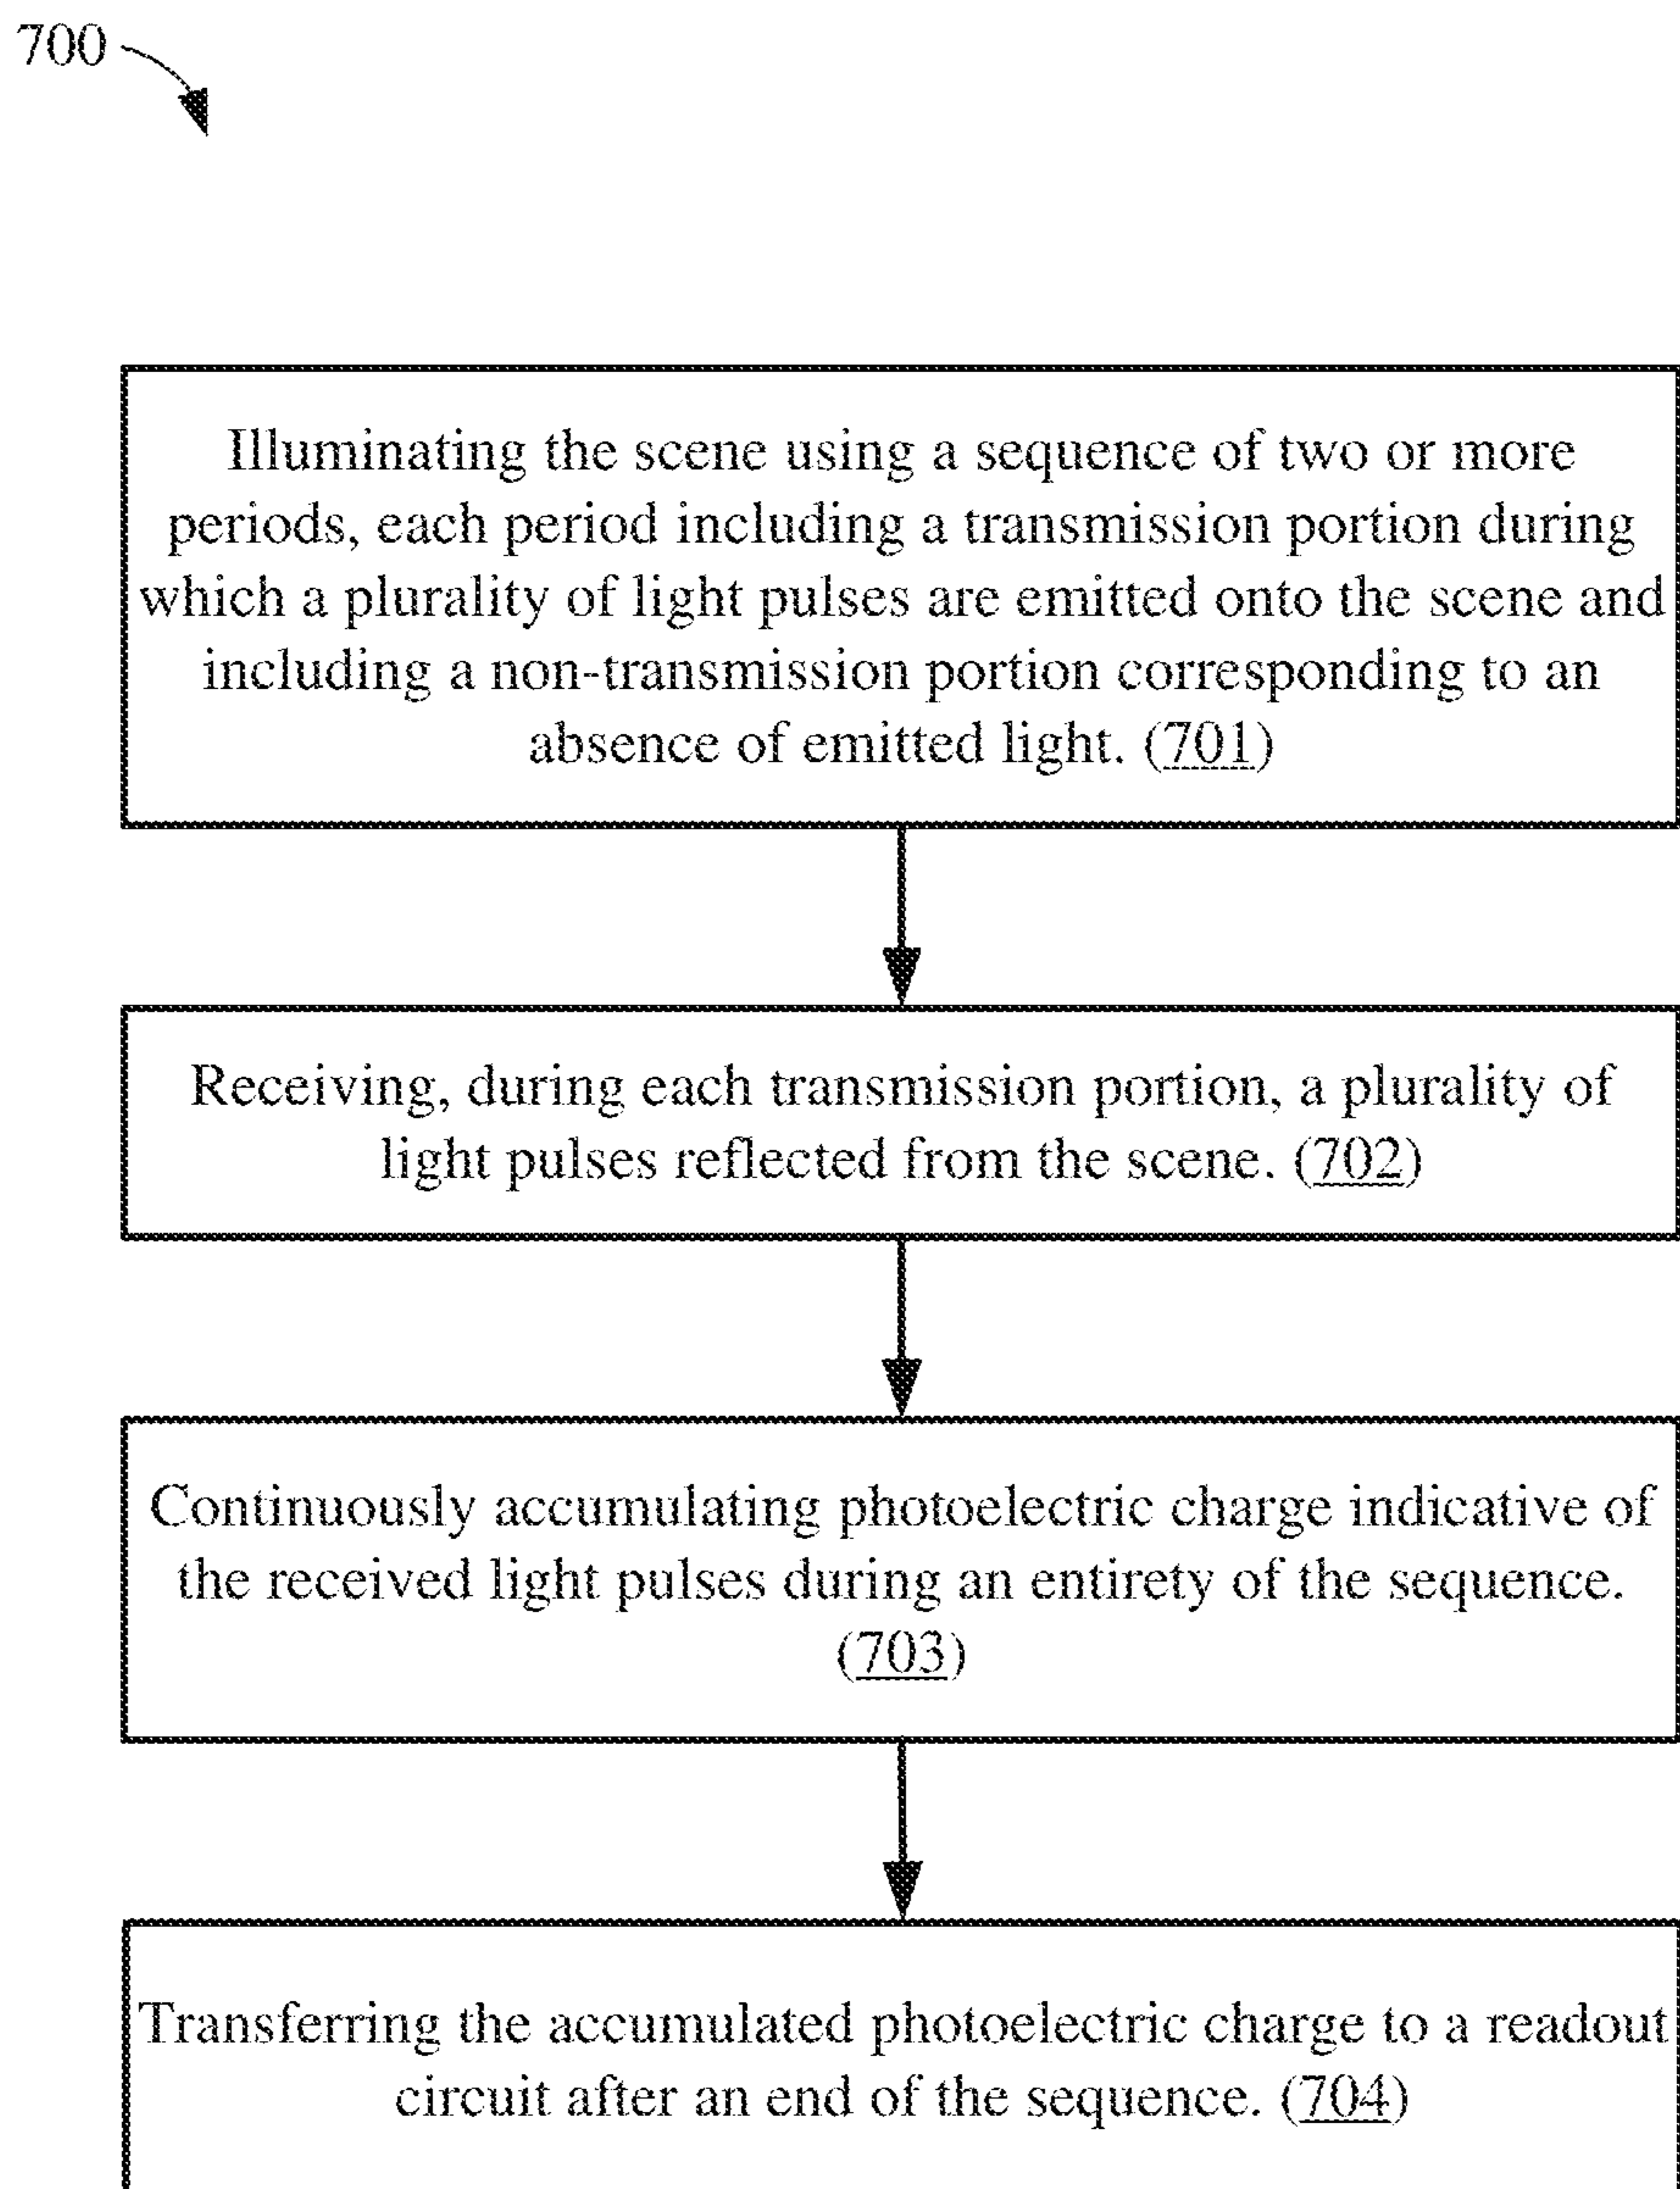 700
Illuminating the scene using a sequence of two or more
periods, each period including a transmission portion during
which a plurality of light pulses are emitted onto the scene and
including a non-transmission portion corresponding to an
absence of emitted light. (701)
Receiving, during each transmission portion, a plurality of
light pulses reflected from the scene. (702)
Continuously accumulating photoelectric charge indicative of
the received light pulses during an entirety of the sequence.
(703)
Transferring the accumulated photoelectric charge to a readout
circuit after an end of the sequence. (704)